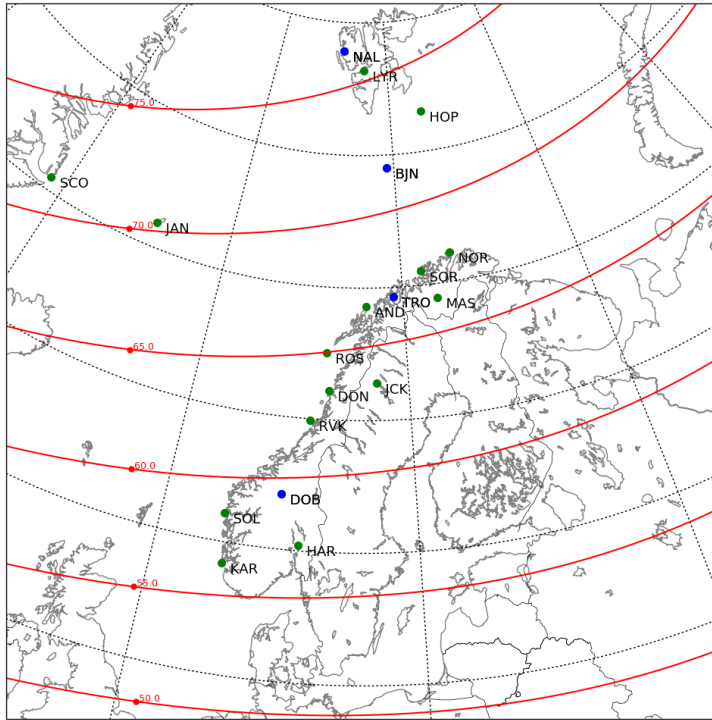 NAL
LYR
75.0
HOP
BJN
SCO
70.0
JAN
NOR
SOR
TRO
MAS
AND
65.0
ROS
JCK
DON
RVK
60.0
DOB
SOL
HAR
KAR
55.0
50.0